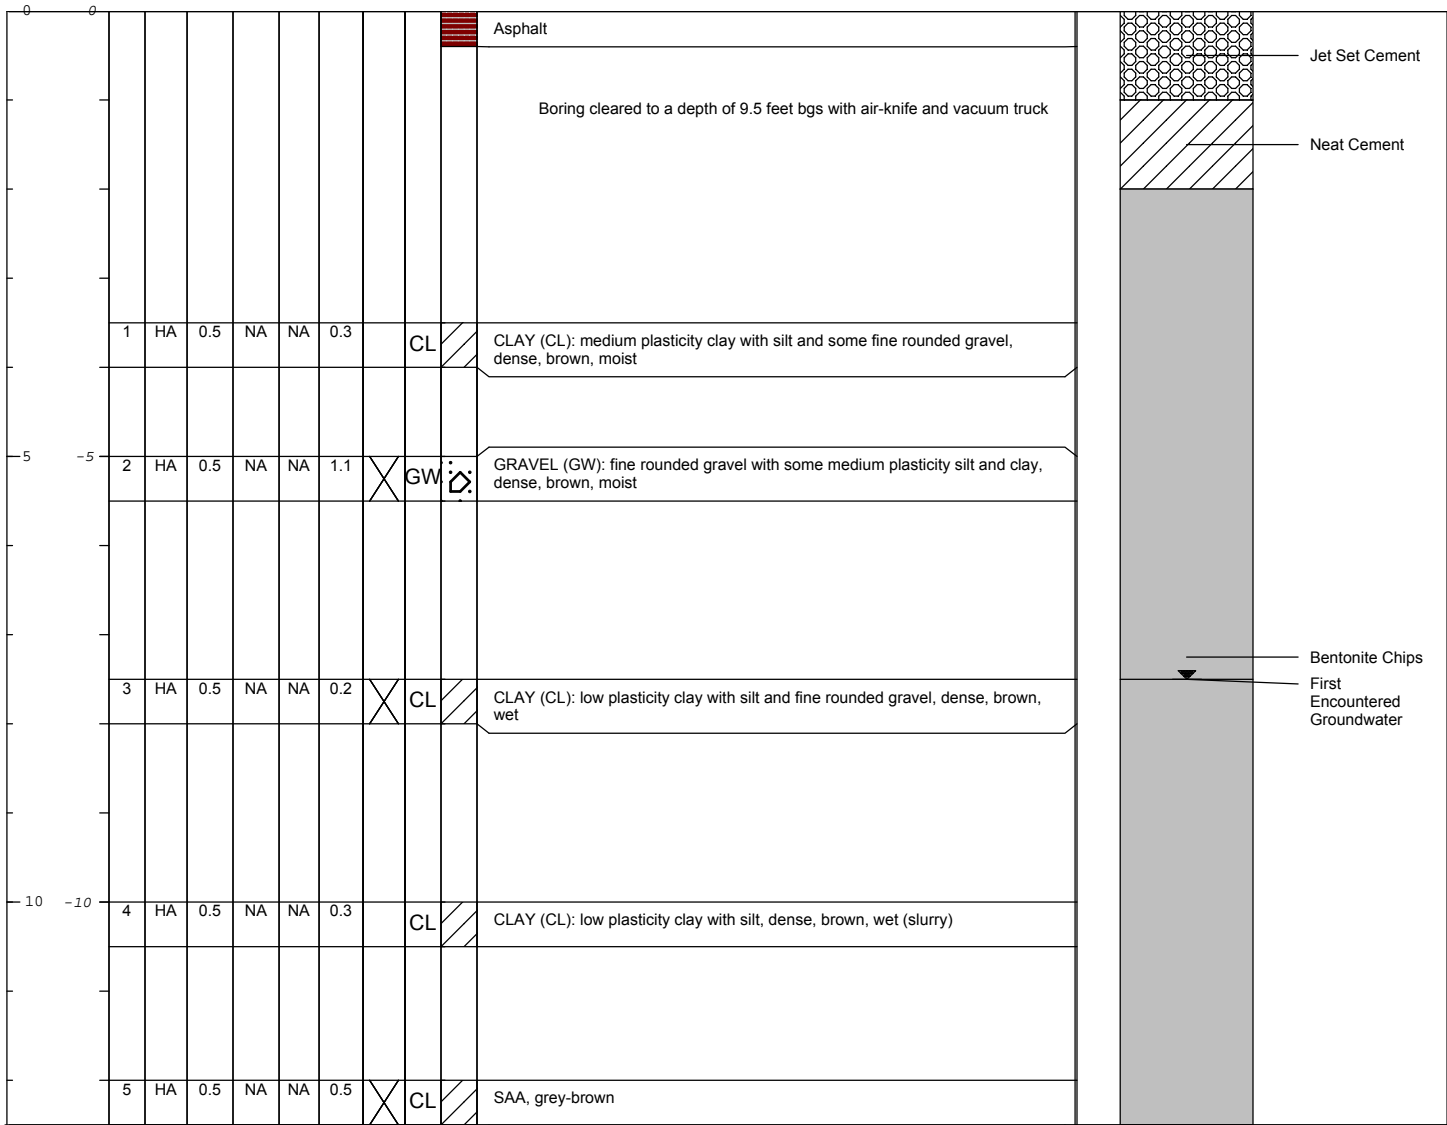 0 0
Asphalt
Jet Set Cement
Boring cleared to a depth of 9.5 feet bgs with air-knife and vacuum truck
Neat Cement
1 HA 0.5 NA NA 0.3 CL
CLAY (CL): medium plasticity clay with silt and some fine rounded gravel,
dense, brown, moist
5 -5
2 HA 0.5 NA NA 1.1 GW
GRAVEL (GW): fine rounded gravel with some medium plasticity silt and clay,
dense, brown, moist
Bentonite Chips
3 HA 0.5 NA NA 0.2 CL
CLAY (CL): low plasticity clay with silt and fine rounded gravel, dense, brown,
wet
First
Encountered
Groundwater
10 -10
4 HA 0.5 NA NA 0.3 CL
CLAY (CL): low plasticity clay with silt, dense, brown, wet (slurry)
5 HA 0.5 NA NA 0.5 CL
SAA, grey-brown